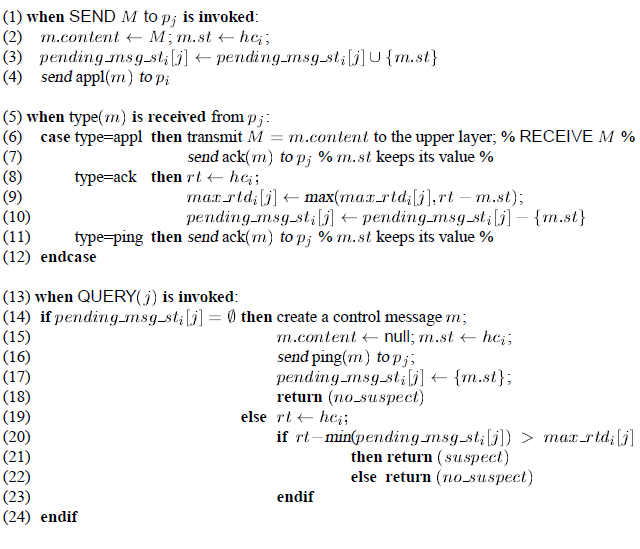 (1) when SEND M to p_j is invoked:
(2) m.content ← M; m.st ← hc_i;
(3) pending_msg_st_i[j] ← pending_msg_st_i[j] ∪ {m.st}
(4) send appl(m) to p_i
(5) when type(m) is received from p_j:
(6) case type=appl then transmit M = m.content to the upper layer; % RECEIVE M %
(7) send ack(m) to p_j % m.st keeps its value %
(8) type=ack then rt ← hc_i;
(9) max_rtd_i[j] ← max(max_rtd_i[j], rt − m.st);
(10) pending_msg_st_i[j] ← pending_msg_st_i[j] − {m.st}
(11) type=ping then send ack(m) to p_j % m.st keeps its value %
(12) endcase
(13) when QUERY(j) is invoked:
(14) if pending_msg_st_i[j] = ∅ then create a control message m;
(15) m.content ← null; m.st ← hc_i;
(16) send ping(m) to p_j;
(17) pending_msg_st_i[j] ← {m.st};
(18) return (no_suspect)
(19) else rt ← hc_i;
(20) if rt−min(pending_msg_st_i[j]) > max_rtd_i[j]
(21) then return (suspect)
(22) else return (no_suspect)
(23) endif
(24) endif